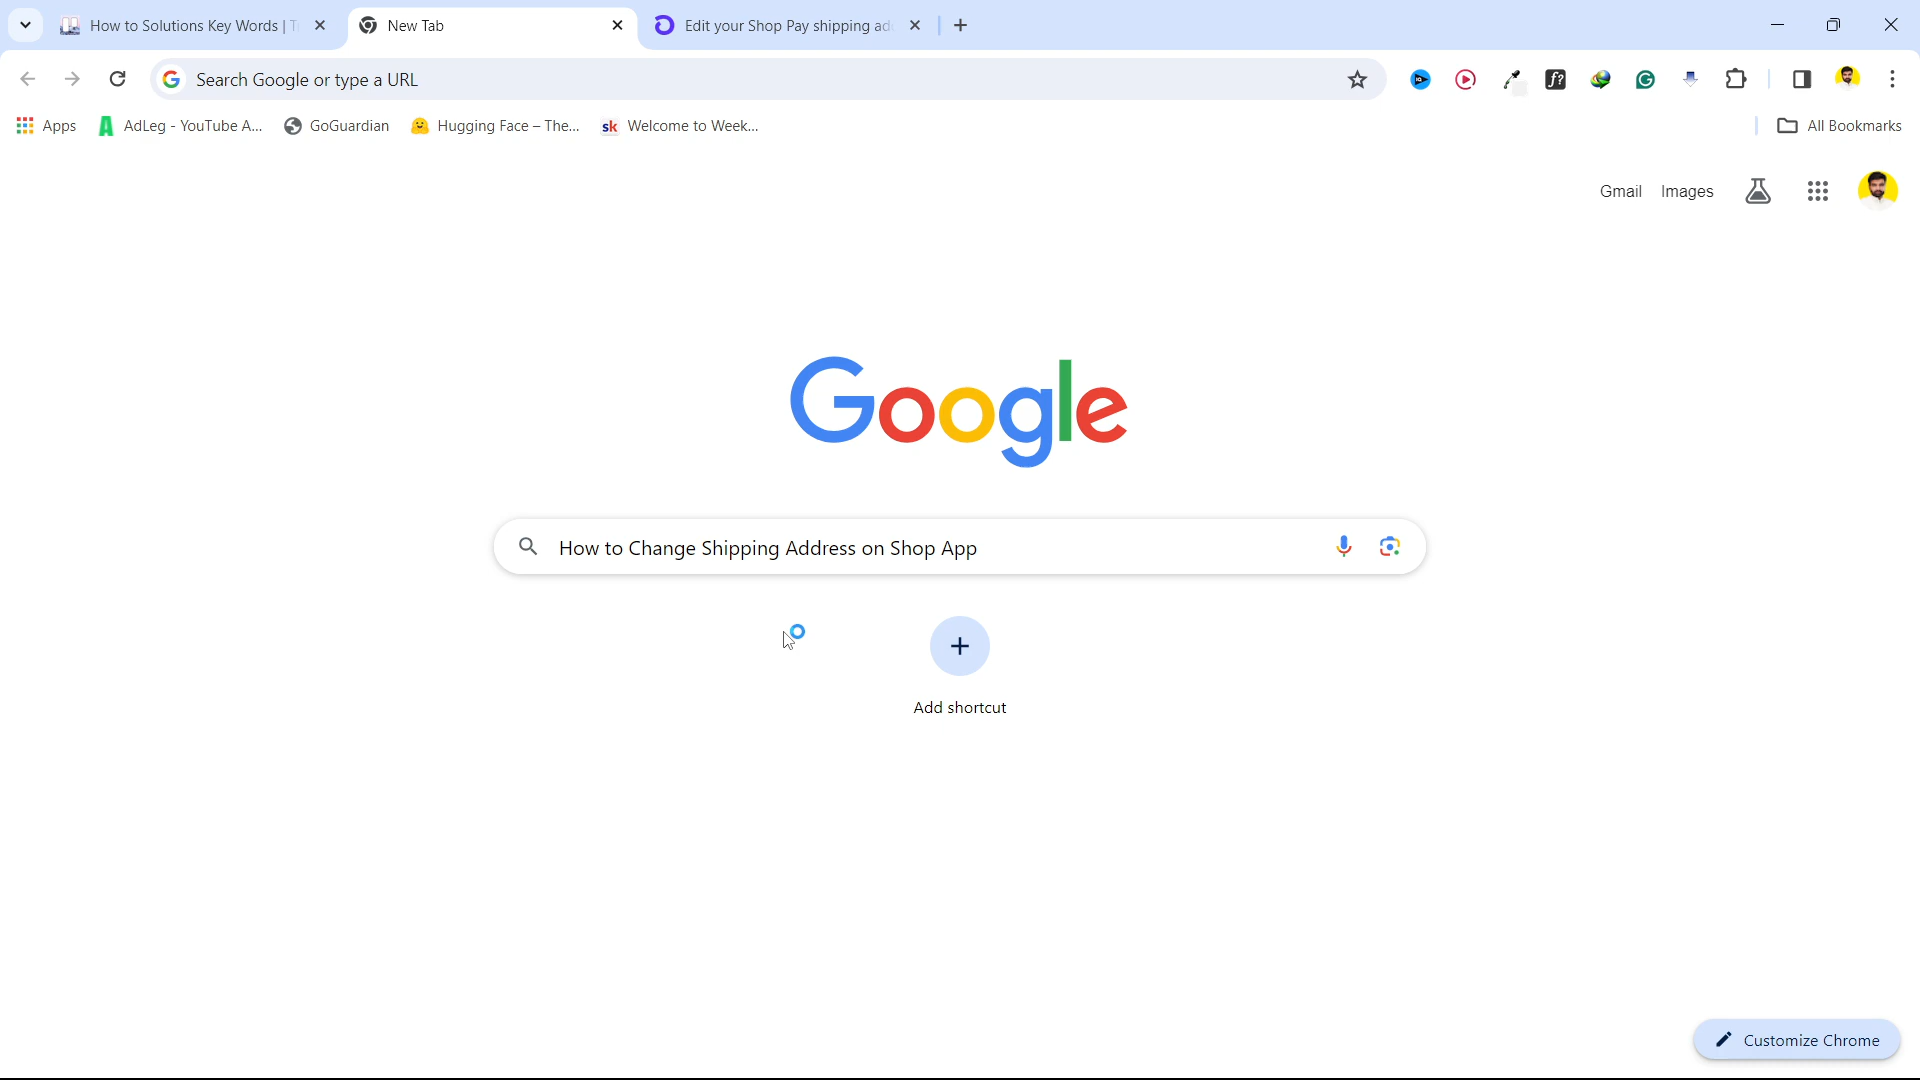 How to Solutions Key Words | T
New Tab
Edit your Shop Pay shipping ad
Search Google or type a URL
Apps
AdLeg - YouTube A...
GoGuardian
Hugging Face – The...
sk Welcome to Week...
All Bookmarks
Gmail Images
Google
How to Change Shipping Address on Shop App
Add shortcut
Customize Chrome